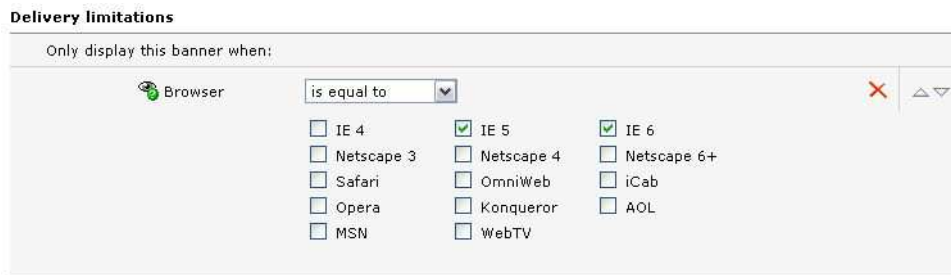 Delivery limitations
Only display this banner when:
Browser is equal to
IE 4 IE 5 IE 6
Netscape 3 Netscape 4 Netscape 6+
Safari OmniWeb iCab
Opera Konqueror AOL
MSN WebTV